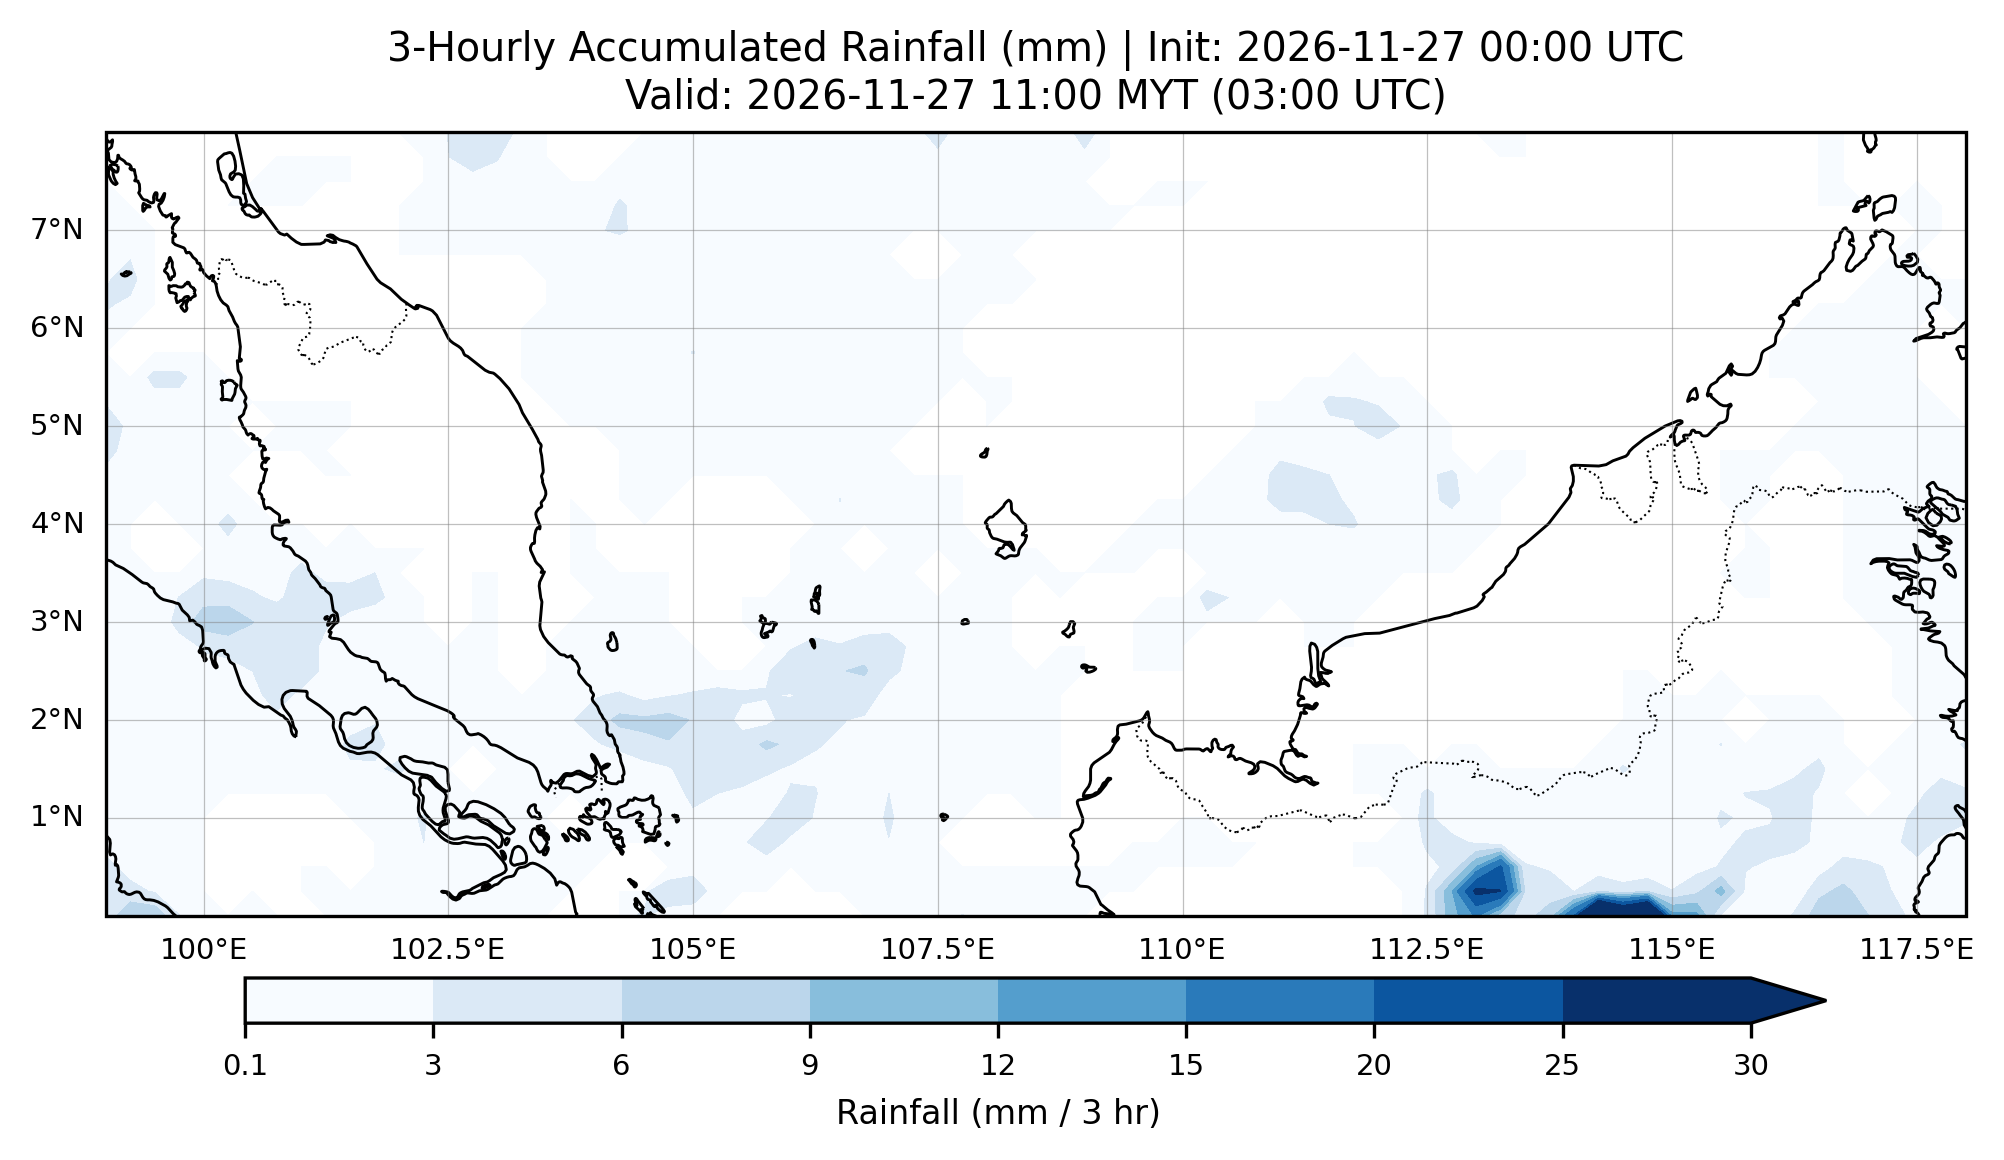 3-Hourly Accumulated Rainfall (mm) | Init: 2026-11-27 00:00 UTC
Valid: 2026-11-27 11:00 MYT (03:00 UTC)
7°N
6°N
5°N
4°N
3°N
2°N
1°N
100°E 102.5°E 105°E 107.5°E 110°E 112.5°E 115°E 117.5°E
0.1 3 6 9 12 15 20 25 30
Rainfall (mm / 3 hr)